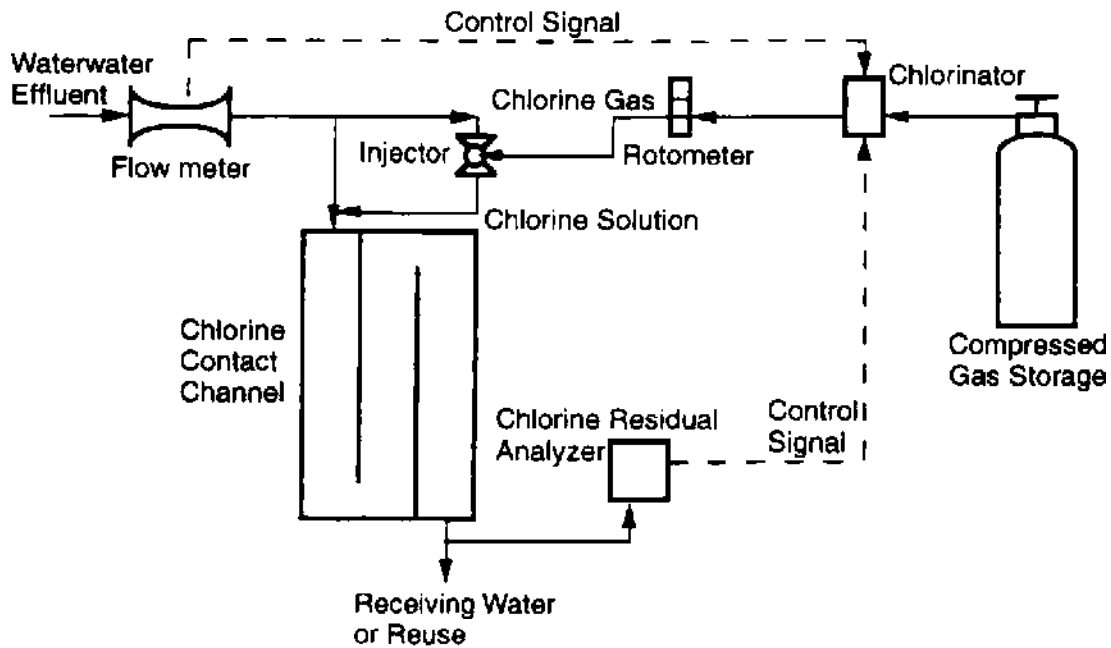 Control Signal
Waterwater
Effluent
Flow meter
Chlorine Gas
Chlorinator
Injector
Rotometer
Chlorine Solution
Chlorine
Contact
Channel
Compressed
Gas Storage
Chlorine Residual
Analyzer
Control
Signal
Receiving Water
or Reuse